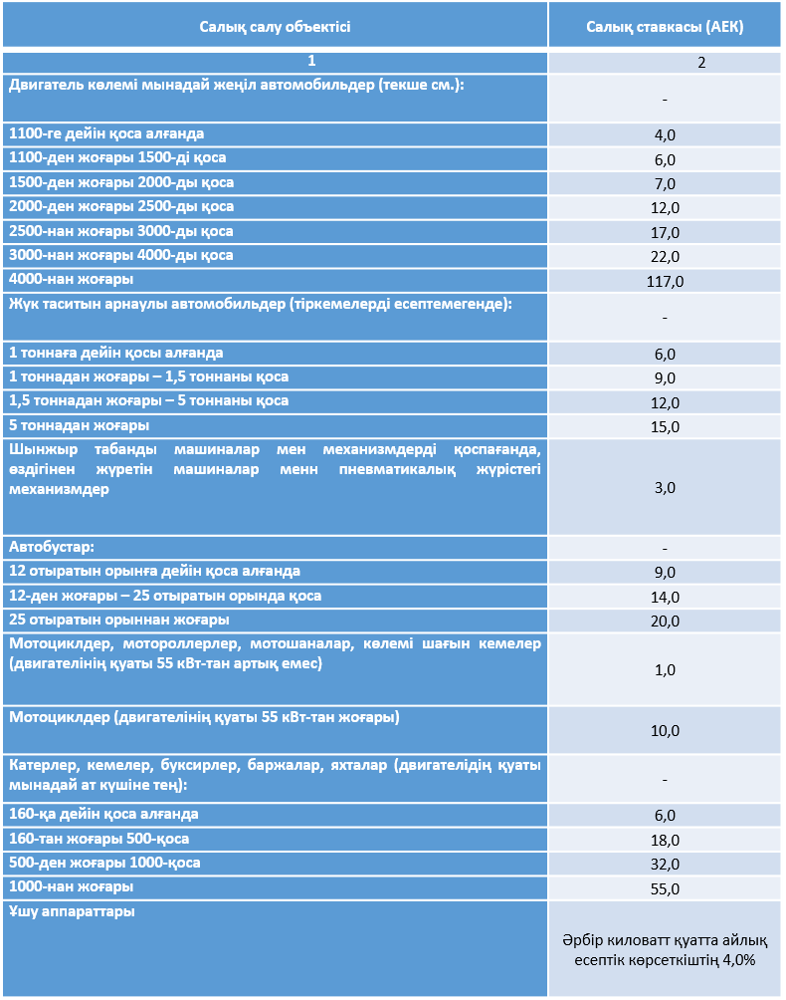 Салық салу объектісі
Салық ставкасы (АЕК)
1
2
Двигатель көлемі мынадай жеңіл автомобильдер (текше см.):
-
1100-ге дейін қоса алғанда
4,0
1100-ден жоғары 1500-ді қоса
6,0
1500-ден жоғары 2000-ды қоса
7,0
2000-ден жоғары 2500-ды қоса
12,0
2500-нан жоғары 3000-ды қоса
17,0
3000-нан жоғары 4000-ды қоса
22,0
4000-нан жоғары
117,0
Жүк таситын арнаулы автомобильдер (тіркемелерді есептемегенде):
-
1 тоннаға дейін қосы алғанда
6,0
1 тоннадан жоғары – 1,5 тоннаны қоса
9,0
1,5 тоннадан жоғары – 5 тоннаны қоса
12,0
5 тоннадан жоғары
15,0
Шынжыр табанды машиналар мен механизмдерді қоспағанда,
өздігінен жүретін машиналар менн пневматикалық жүрістегі
механизмдер
3,0
Автобустар:
-
12 отыратын орынға дейін қоса алғанда
9,0
12-ден жоғары – 25 отыратын орында қоса
14,0
25 отыратын орыннан жоғары
20,0
Мотоциклдер, мотороллерлер, мотошаналар, көлемі шағын кемелер
(двигателінің қуаты 55 кВт-тан артық емес)
1,0
Мотоциклдер (двигателінің қуаты 55 кВт-тан жоғары)
10,0
Катерлер, кемелер, буксирлер, баржалар, яхталар (двигателідің қуаты
мынадай ат күшіне тең):
-
160-қа дейін қоса алғанда
6,0
160-тан жоғары 500-қоса
18,0
500-ден жоғары 1000-қоса
32,0
1000-нан жоғары
55,0
Ұшу аппараттары
Әрбір киловатт қуатта айлық
есептік көрсеткіштің 4,0%